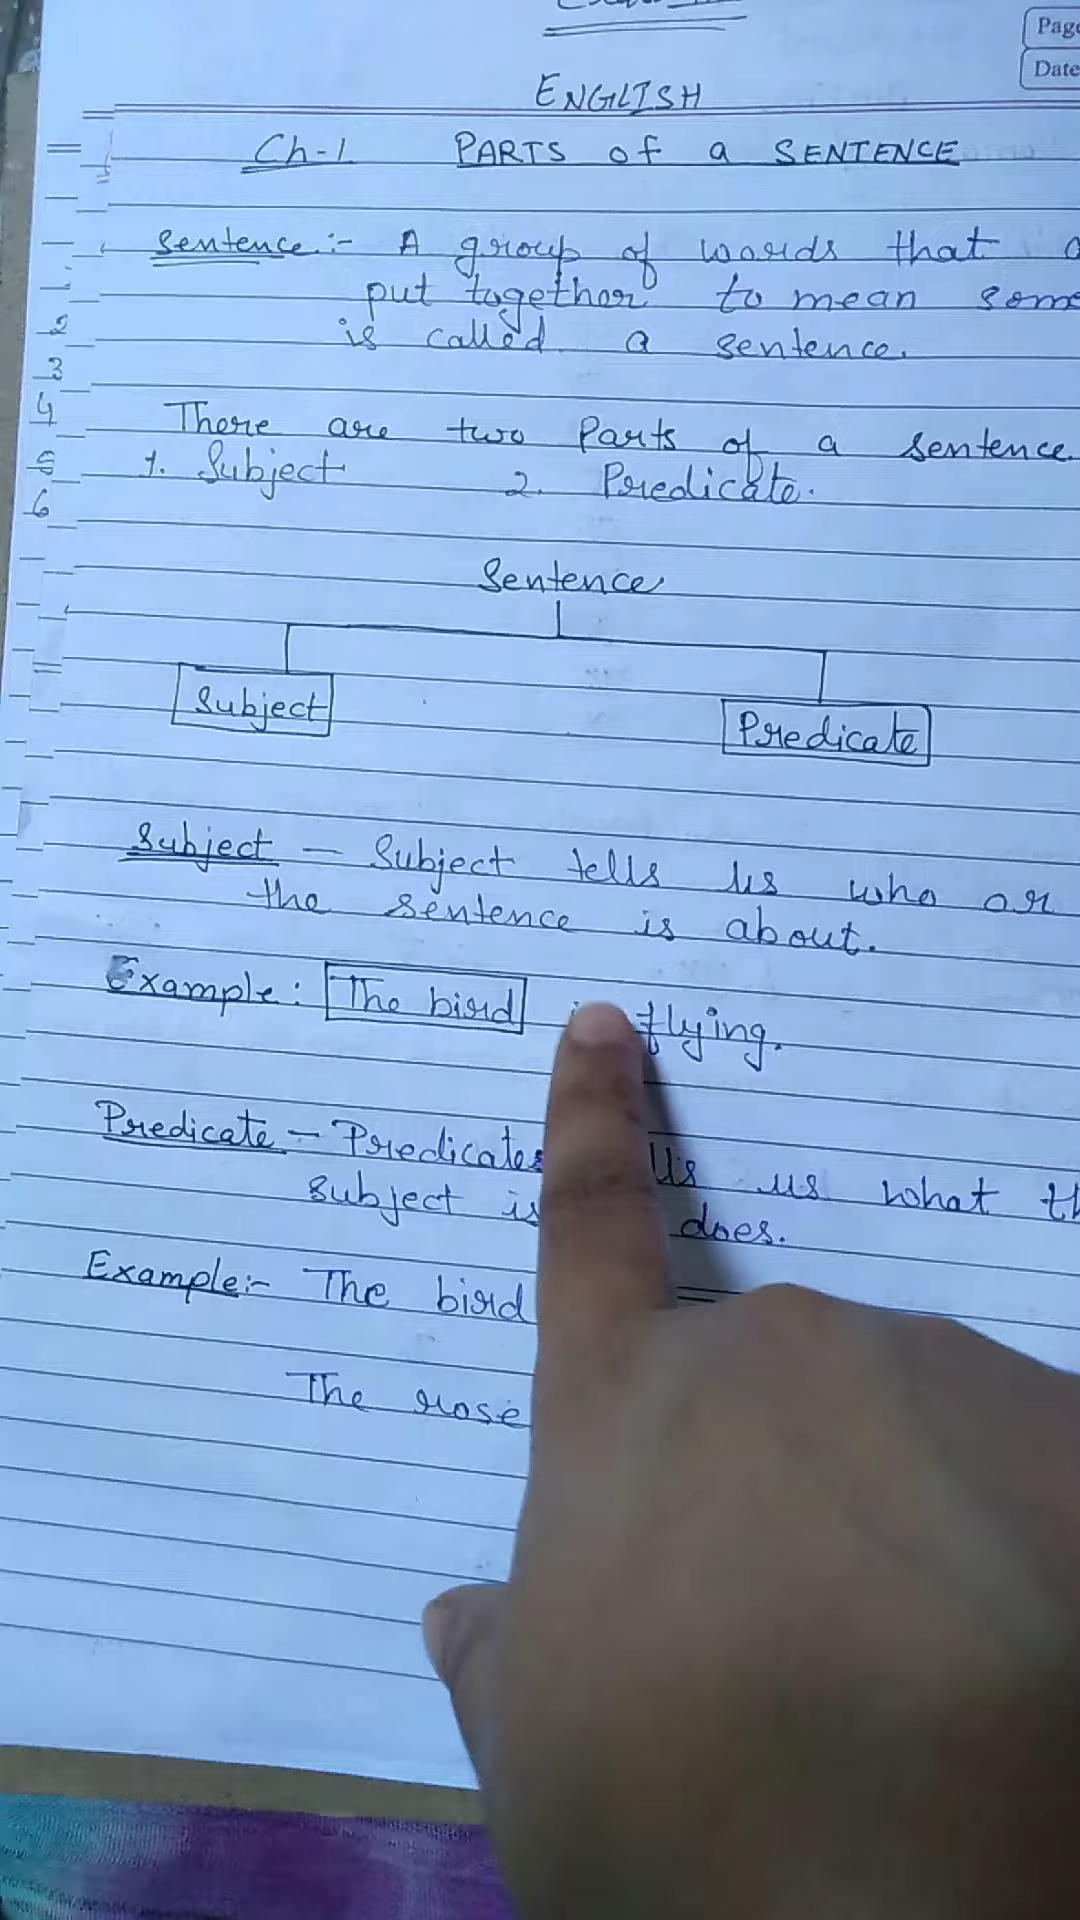 Page
Date
ENGLISH
Ch-1 PARTS of a SENTENCE
Sentence:- A group of words that
put together to mean
is called a sentence.
2
3
4
There are two Parts of a sentence
5
1. Subject 2. Predicate.
6
Sentence
Subject
Predicate
Subject — Subject tells us who or
the sentence is about.
Example: The bird flying.
Predicate — Predicates us what
subject is does.
Example:- The bird
The rose